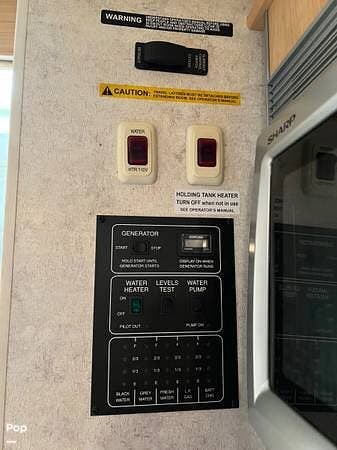 WARNING
CAUTION: TRAVEL LATCHES MUST BE DETACHED BEFORE
EXTENDING ROOM. SEE OPERATOR'S MANUAL.
WATER
HTR 110V
SHARP
HOLDING TANK HEATER
TURN OFF when not in use
SEE OPERATOR'S MANUAL
GENERATOR
START STOP
HOLD START UNTIL
GENERATOR STARTS
DISPLAY ON WHEN
GENERATOR RUNS
WATER
HEATER
LEVELS
TEST
WATER
PUMP
ON
OFF
PILOT OUT
PUMP ON
F F F F
2/3 2/3 2/3 2/3
1/3 1/3 1/3 1/3
E E E E
BLACK
WATER
GREY
WATER
FRESH
WATER
L.P.
GAS
BATT
CHG
Pop